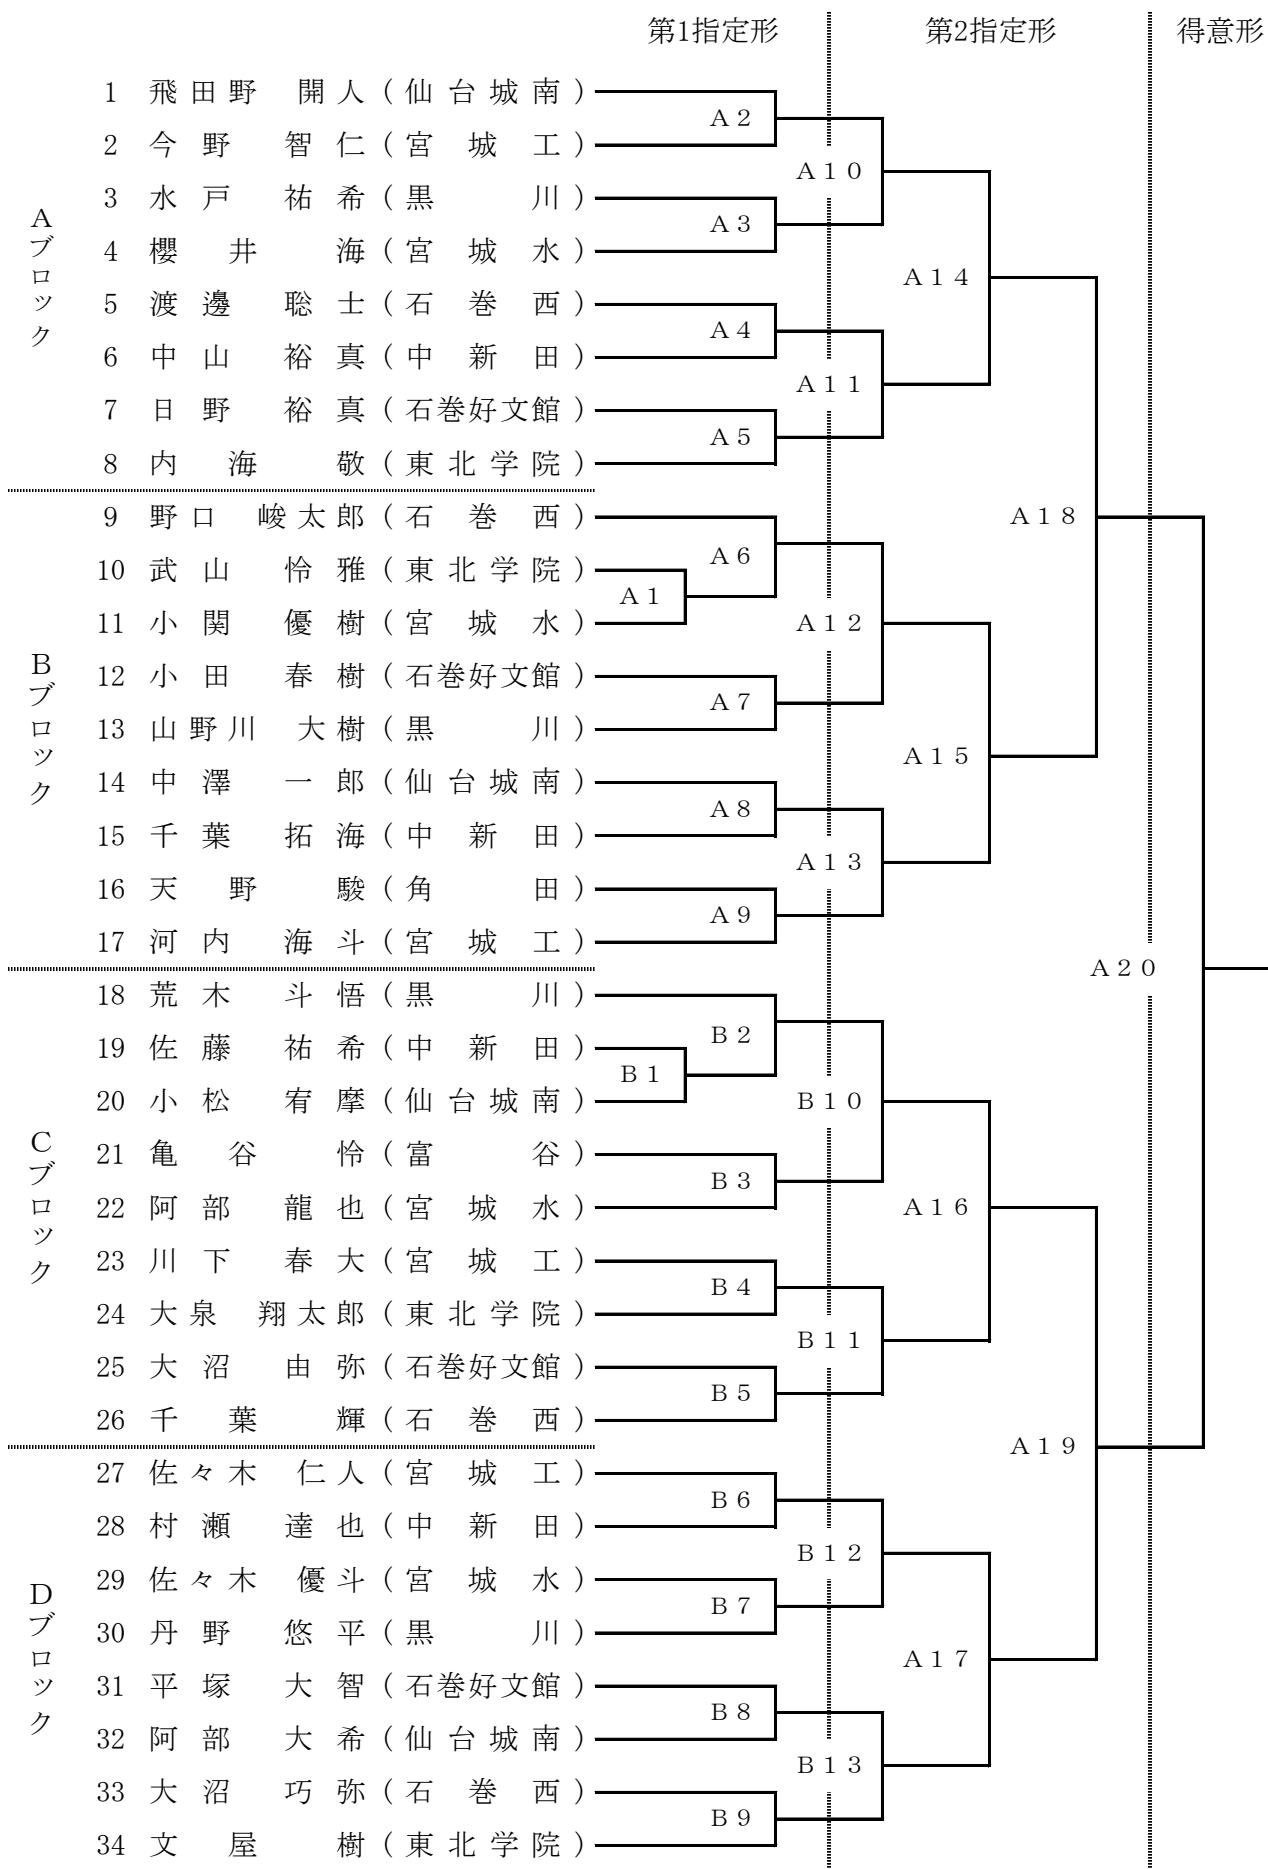 第1指定形 第2指定形 得意形
1 飛田野 開人 (仙台城南)
A2
2 今野 智仁 (宮城工)
A10
3 水戸 祐希 (黒川)
A3
4 櫻井 海 (宮城水)
A14
5 渡邊 聡士 (石巻西)
A4
6 中山 裕真 (中新田)
A11
7 日野 裕真 (石巻好文館)
A5
8 内海 敬 (東北学院)
Aブロック
9 野口 峻太郎 (石巻西)
A18
A6
10 武山 怜雅 (東北学院)
A1
11 小関 優樹 (宮城水)
A12
12 小田 春樹 (石巻好文館)
A7
13 山野川 大樹 (黒川)
A15
14 中澤 一郎 (仙台城南)
A8
15 千葉 拓海 (中新田)
A13
16 天野 駿 (角田)
A9
17 河内 海斗 (宮城工)
Bブロック
A20
18 荒木 斗悟 (黒川)
B2
19 佐藤 祐希 (中新田)
B1
20 小松 宥摩 (仙台城南)
B10
21 亀谷 怜 (富谷)
B3
22 阿部 龍也 (宮城水)
A16
23 川下 春大 (宮城工)
B4
24 大泉 翔太郎 (東北学院)
B11
25 大沼 由弥 (石巻好文館)
B5
26 千葉 輝 (石巻西)
Cブロック
A19
27 佐々木 仁人 (宮城工)
B6
28 村瀬 達也 (中新田)
B12
29 佐々木 優斗 (宮城水)
B7
30 丹野 悠平 (黒川)
A17
31 平塚 大智 (石巻好文館)
B8
32 阿部 大希 (仙台城南)
B13
33 大沼 巧弥 (石巻西)
B9
34 文屋 樹 (東北学院)
Dブロック